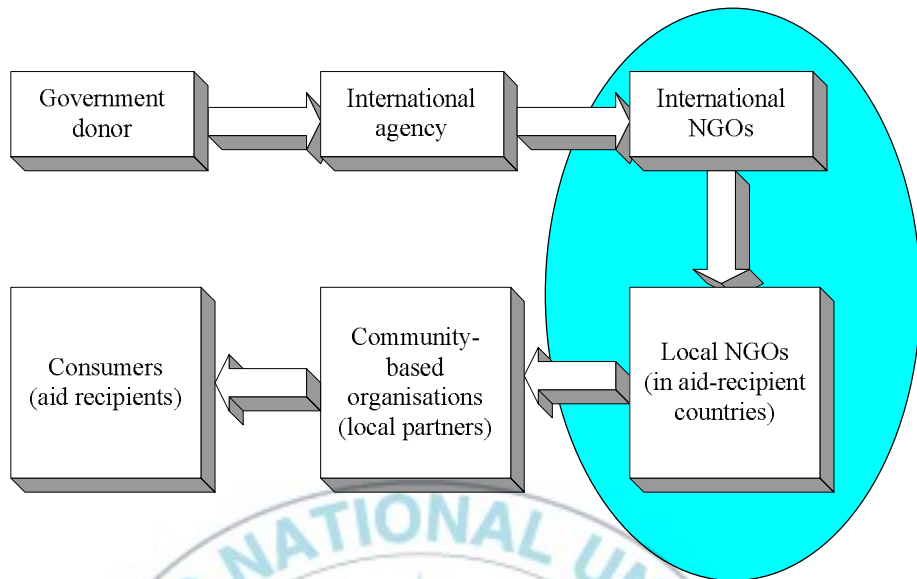 Government
donor
International
agency
International
NGOs
Consumers
(aid recipients)
Community-
based
organisations
(local partners)
Local NGOs
(in aid-recipient
countries)
NATIONAL